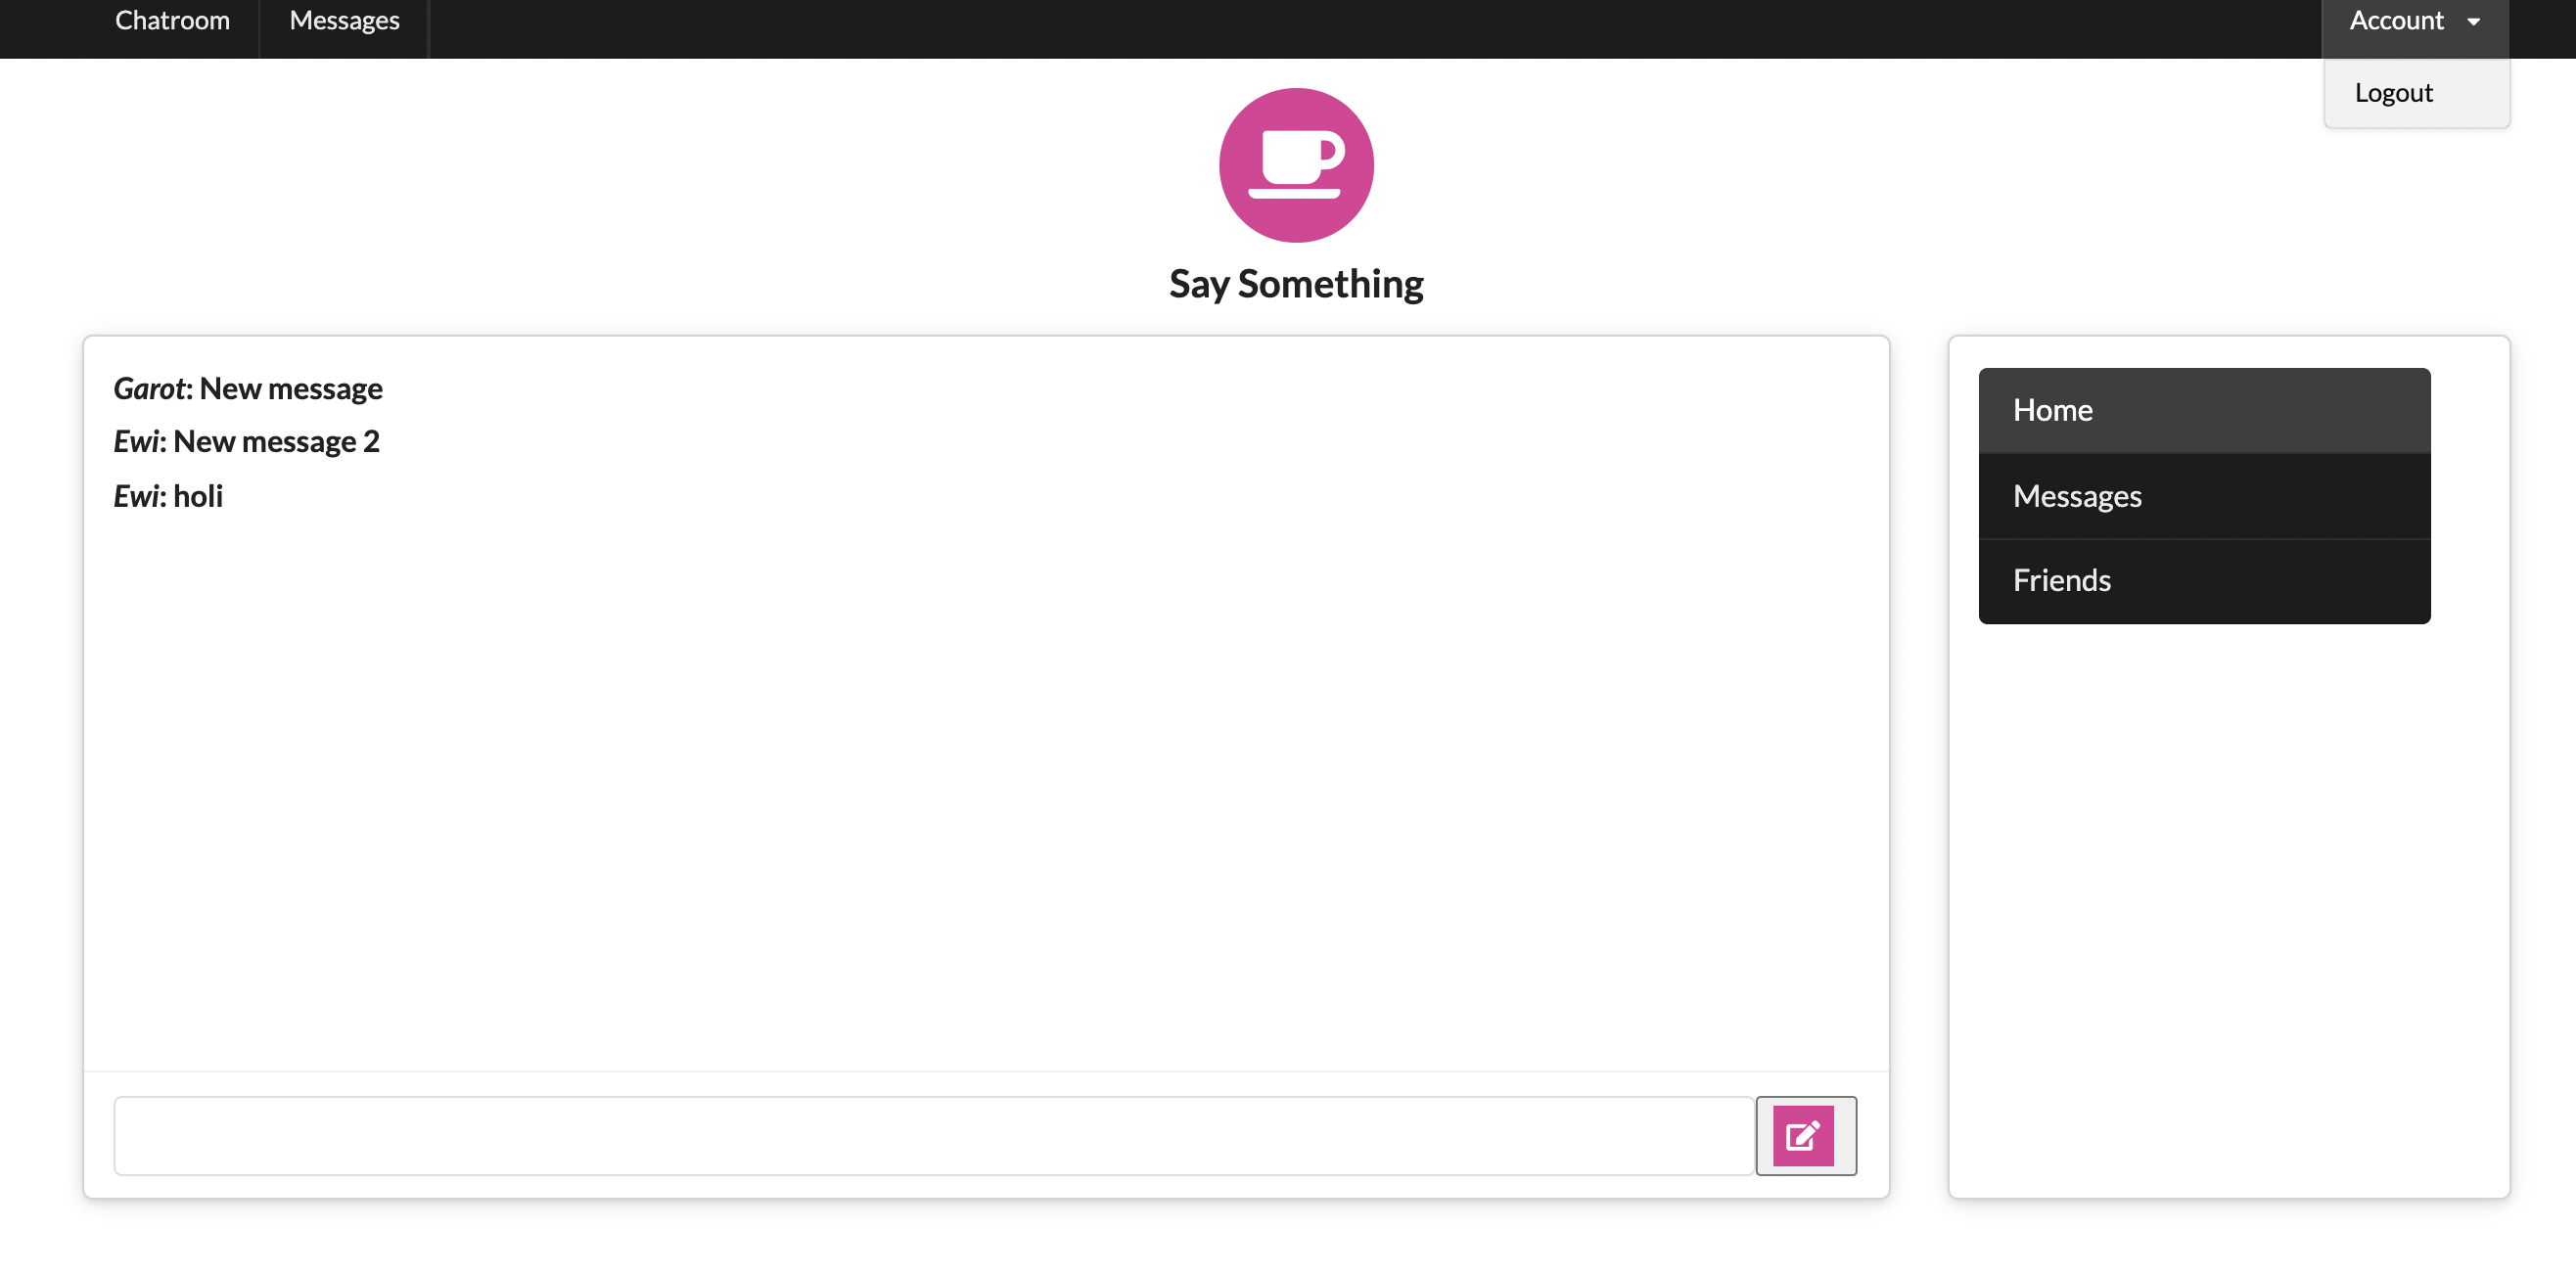 Chatroom
Messages
Account
Logout
Say Something
Garot: New message
Ewi: New message 2
Ewi: holi
Home
Messages
Friends